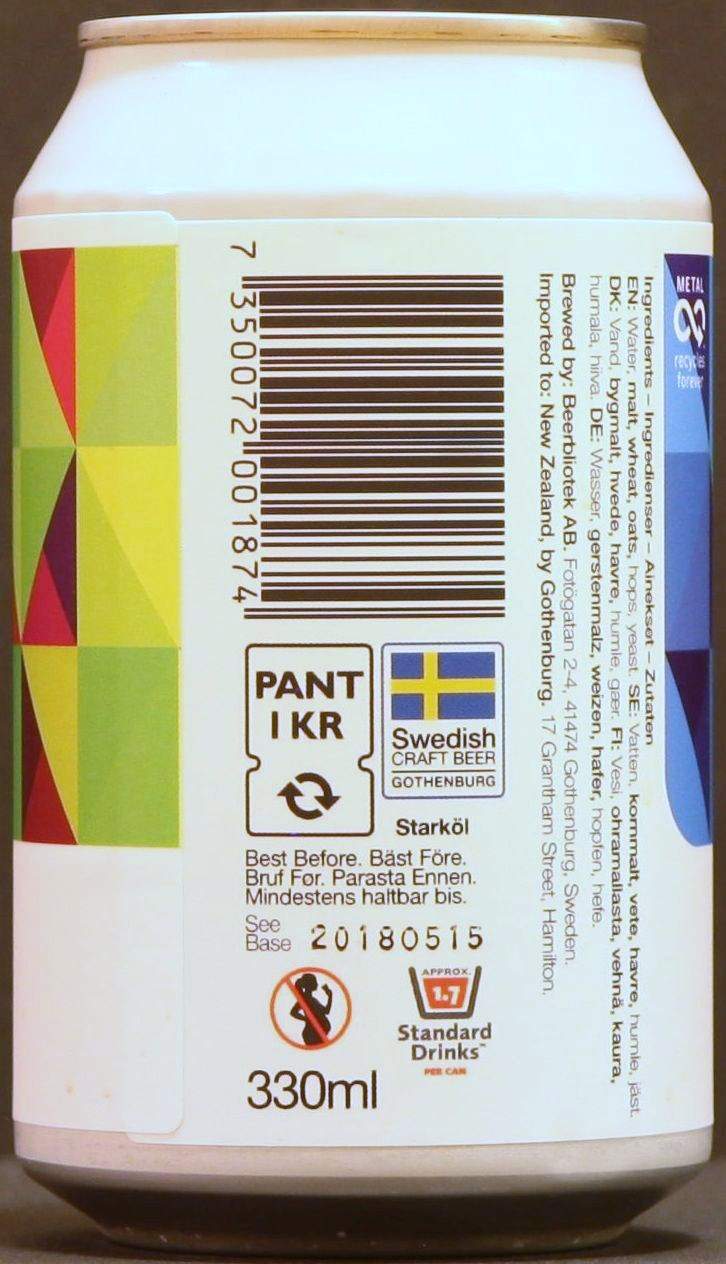 METAL
recycles
forever
Ingredients – Ingredienser – Ainekset – Zutaten
EN: Water, malt, wheat, oats, hops, yeast. SE: Vatten, kornmalt, vete, havre, humle, jäst.
DK: Vand, bygmalt, hvede, havre, humle, gær. FI: Vesi, ohramallasta, vehnä, kaura,
humala, hiiva. DE: Wasser, gerstenmalz, weizen, hafer, hopfen, hefe.
Brewed by: Beerbliotek AB. Fotögatan 2-4, 41474 Gothenburg, Sweden.
Imported to: New Zealand, by Gothenburg. 17 Grantham Street, Hamilton.
7 350072 001874
PANT
1 KR
Swedish
CRAFT BEER
GOTHENBURG
Starköl
Best Before. Bäst Före.
Bruf Før. Parasta Ennen.
Mindestens haltbar bis.
See
Base 20180515
APPROX.
1.7
Standard
Drinks™
PER CAN
330ml